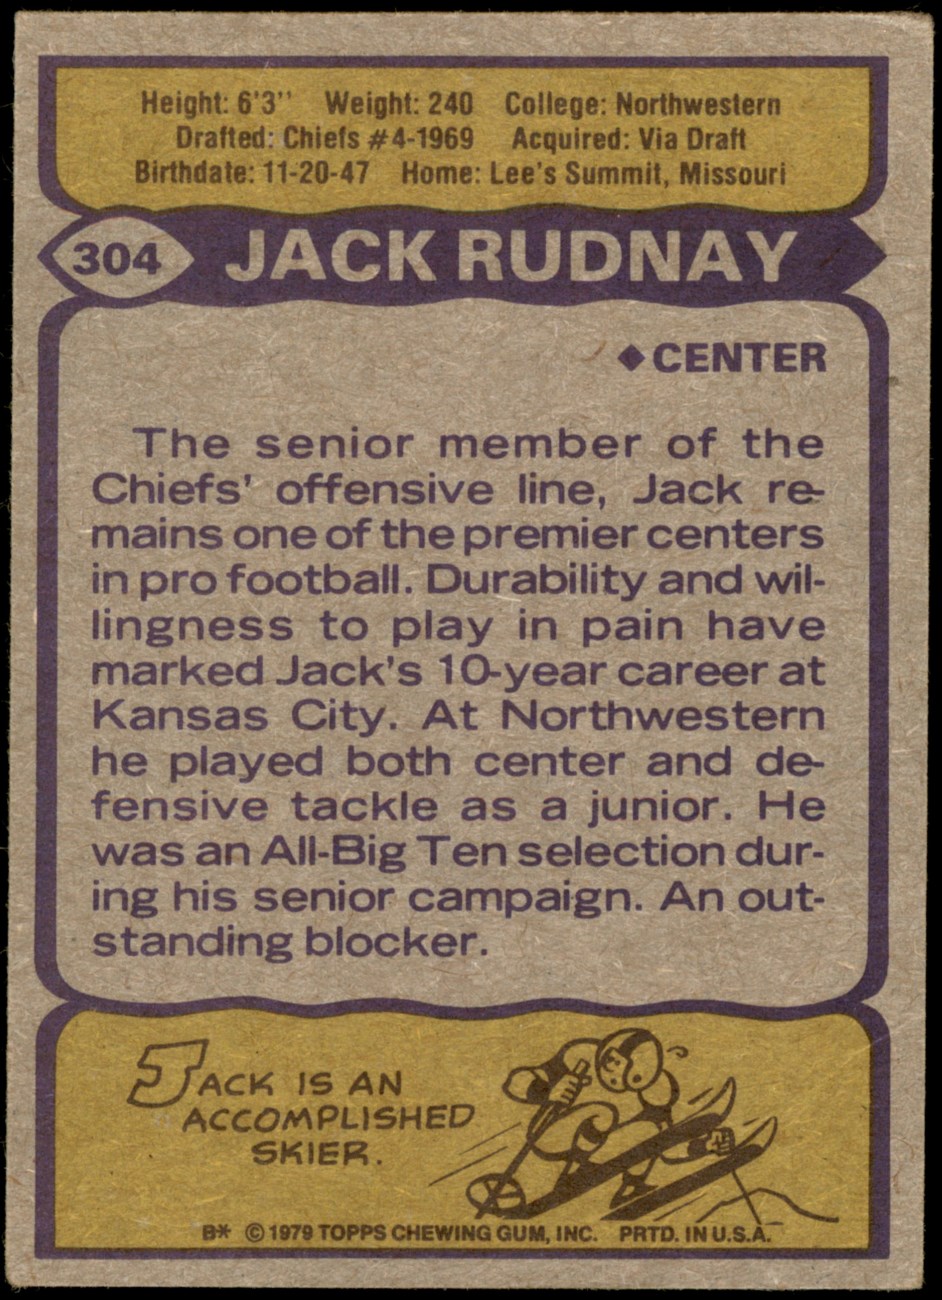 Height: 6'3" Weight: 240 College: Northwestern
Drafted: Chiefs #4-1969 Acquired: Via Draft
Birthdate: 11-20-47 Home: Lee's Summit, Missouri
304 JACK RUDNAY
◆CENTER
The senior member of the
Chiefs' offensive line, Jack re-
mains one of the premier centers
in pro football. Durability and wil-
lingness to play in pain have
marked Jack's 10-year career at
Kansas City. At Northwestern
he played both center and de-
fensive tackle as a junior. He
was an All-Big Ten selection dur-
ing his senior campaign. An out-
standing blocker.
JACK IS AN
ACCOMPLISHED
SKIER.
B* © 1979 TOPPS CHEWING GUM, INC. PRTD. IN U.S.A.